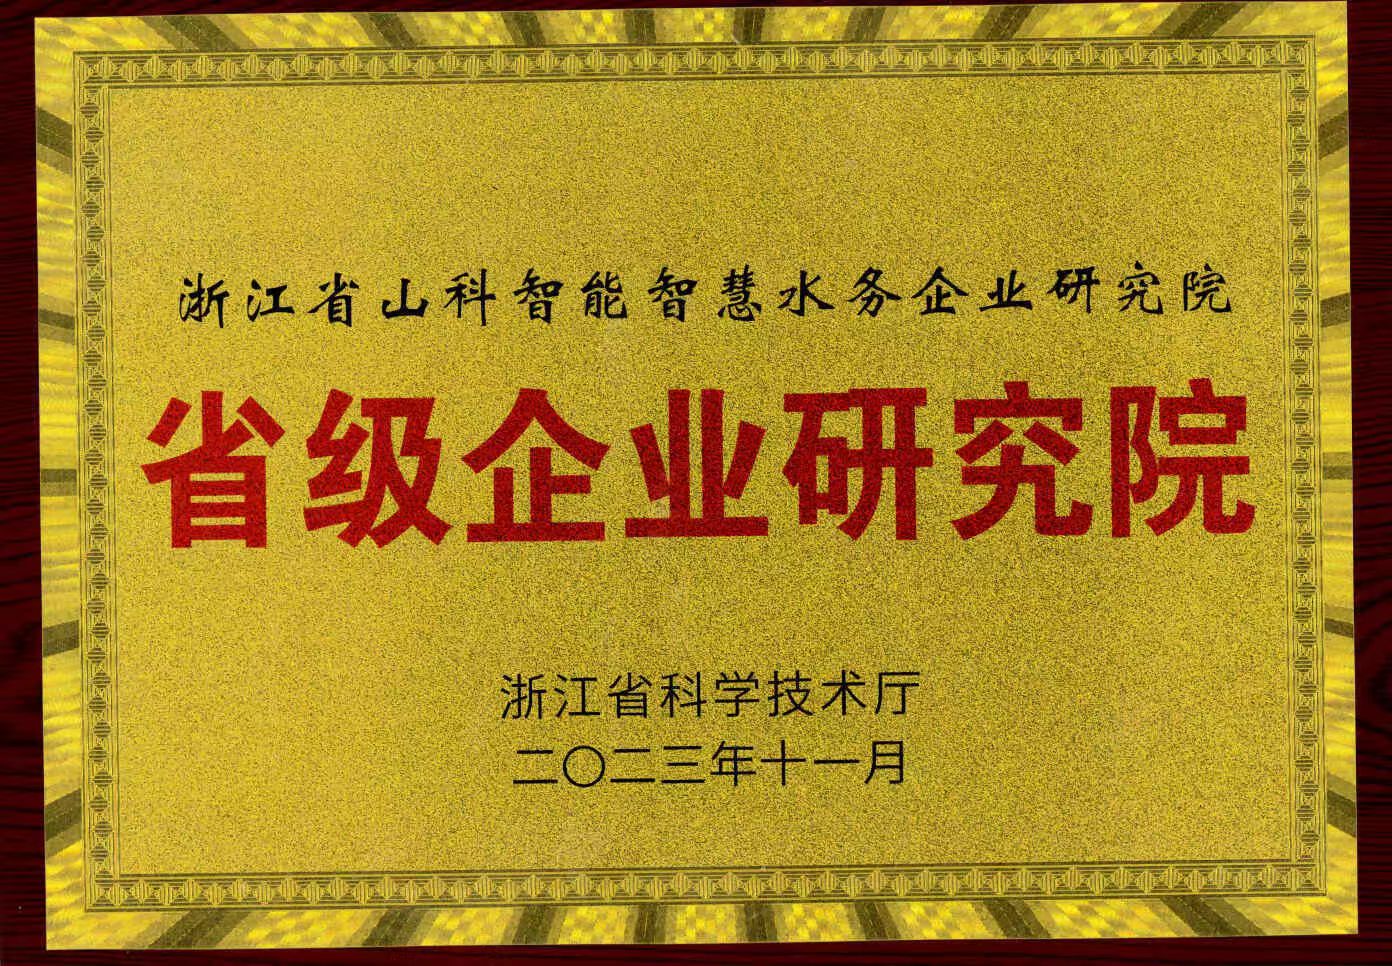 浙江省山科智能智慧水务企业研究院
省级企业研究院
浙江省科学技术厅
二〇二三年十一月